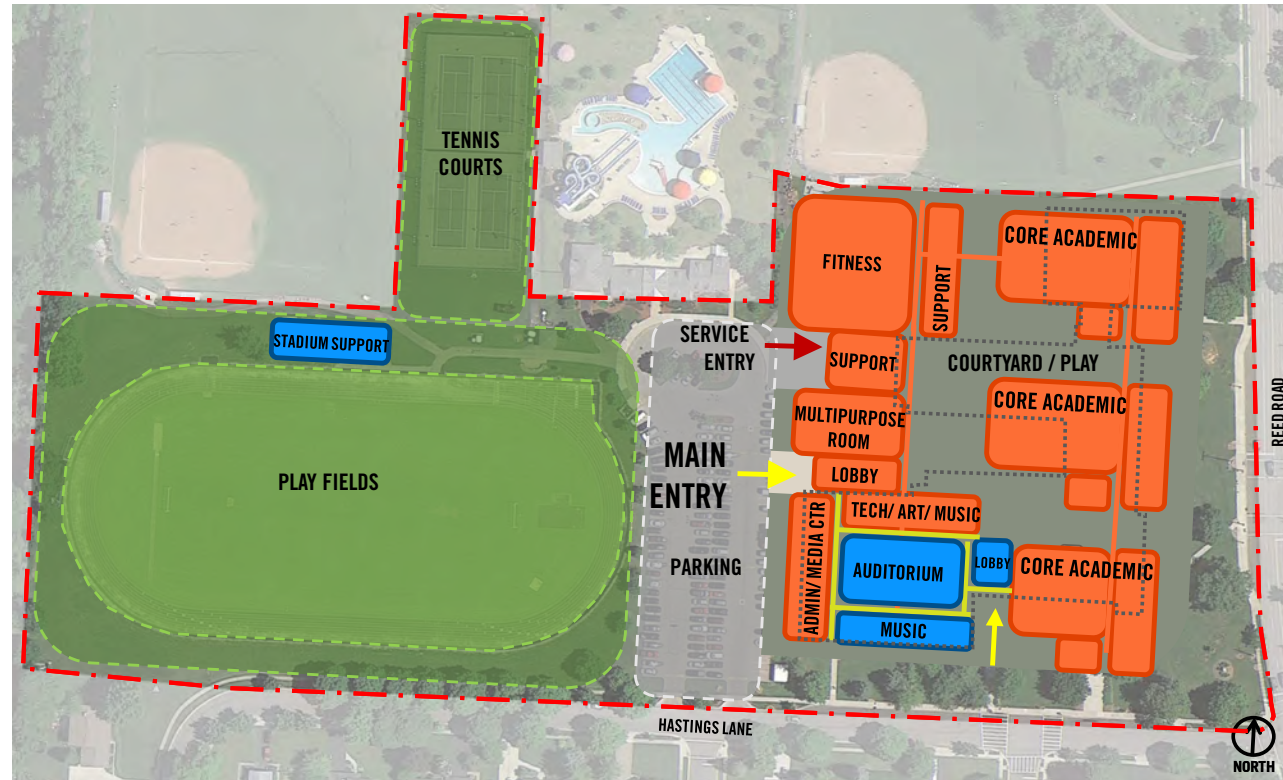 TENNIS
COURTS
CORE ACADEMIC
FITNESS
SUPPORT
STADIUM SUPPORT
SERVICE
ENTRY
SUPPORT
COURTYARD / PLAY
CORE ACADEMIC
REED ROAD
MULTIPURPOSE
ROOM
MAIN
ENTRY
LOBBY
PLAY FIELDS
ADMIN/ MEDIA CTR
TECH/ ART/ MUSIC
PARKING
AUDITORIUM
LOBBY
CORE ACADEMIC
MUSIC
HASTINGS LANE
NORTH